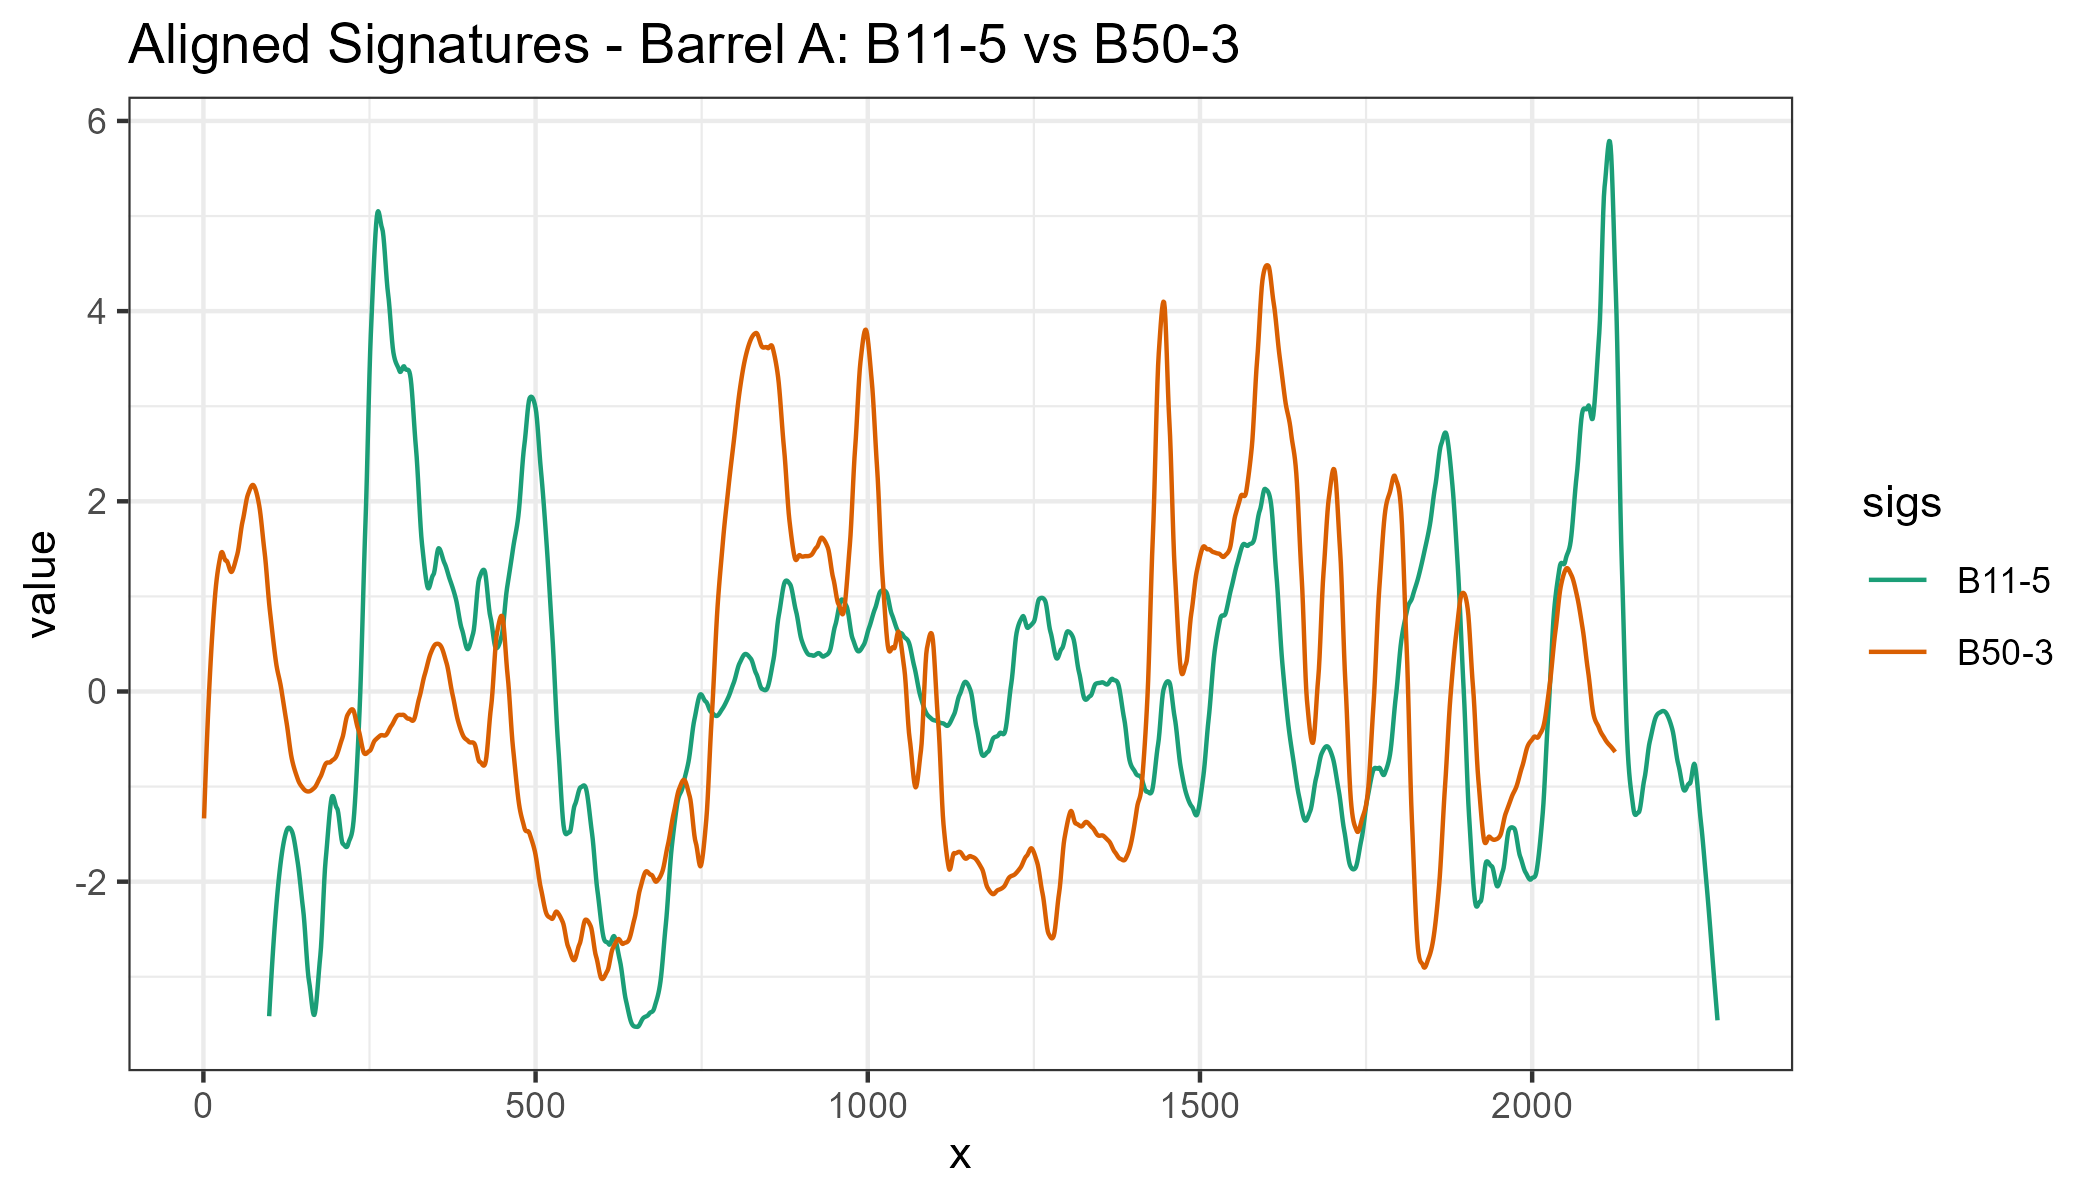 Aligned Signatures - Barrel A: B11-5 vs B50-3
6
4
2
0
-2
value
0 500 1000 1500 2000
x
sigs
B11-5
B50-3